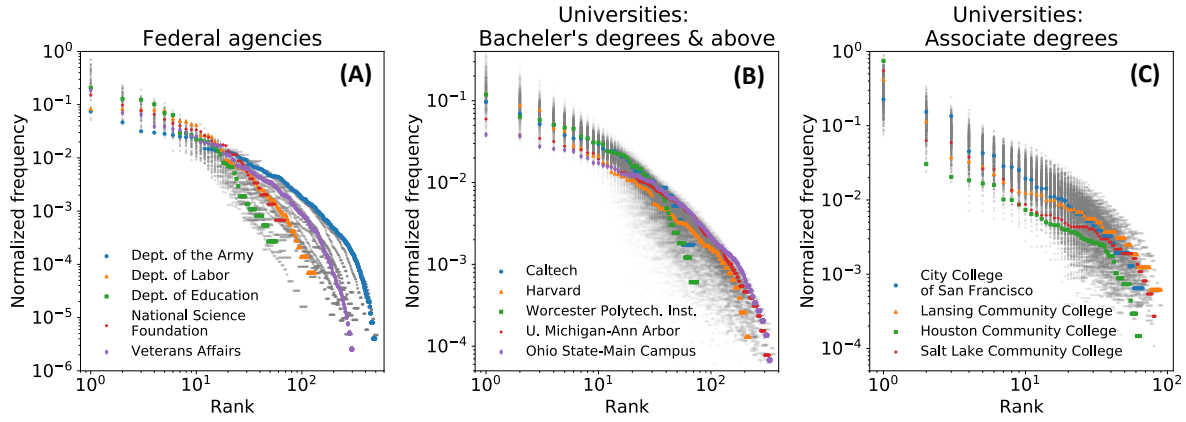 Federal agencies
(A)
Normalized frequency
10^0
10^-1
10^-2
10^-3
10^-4
10^-5
10^-6
Dept. of the Army
Dept. of Labor
Dept. of Education
National Science
Foundation
Veterans Affairs
10^0
10^1
10^2
Rank
Universities:
Bacheler's degrees & above
(B)
Normalized frequency
10^-1
10^-2
10^-3
10^-4
Caltech
Harvard
Worcester Polytech. Inst.
U. Michigan-Ann Arbor
Ohio State-Main Campus
10^0
10^1
10^2
Rank
Universities:
Associate degrees
(C)
Normalized frequency
10^0
10^-1
10^-2
10^-3
10^-4
City College
of San Francisco
Lansing Community College
Houston Community College
Salt Lake Community College
10^0
10^1
10^2
Rank